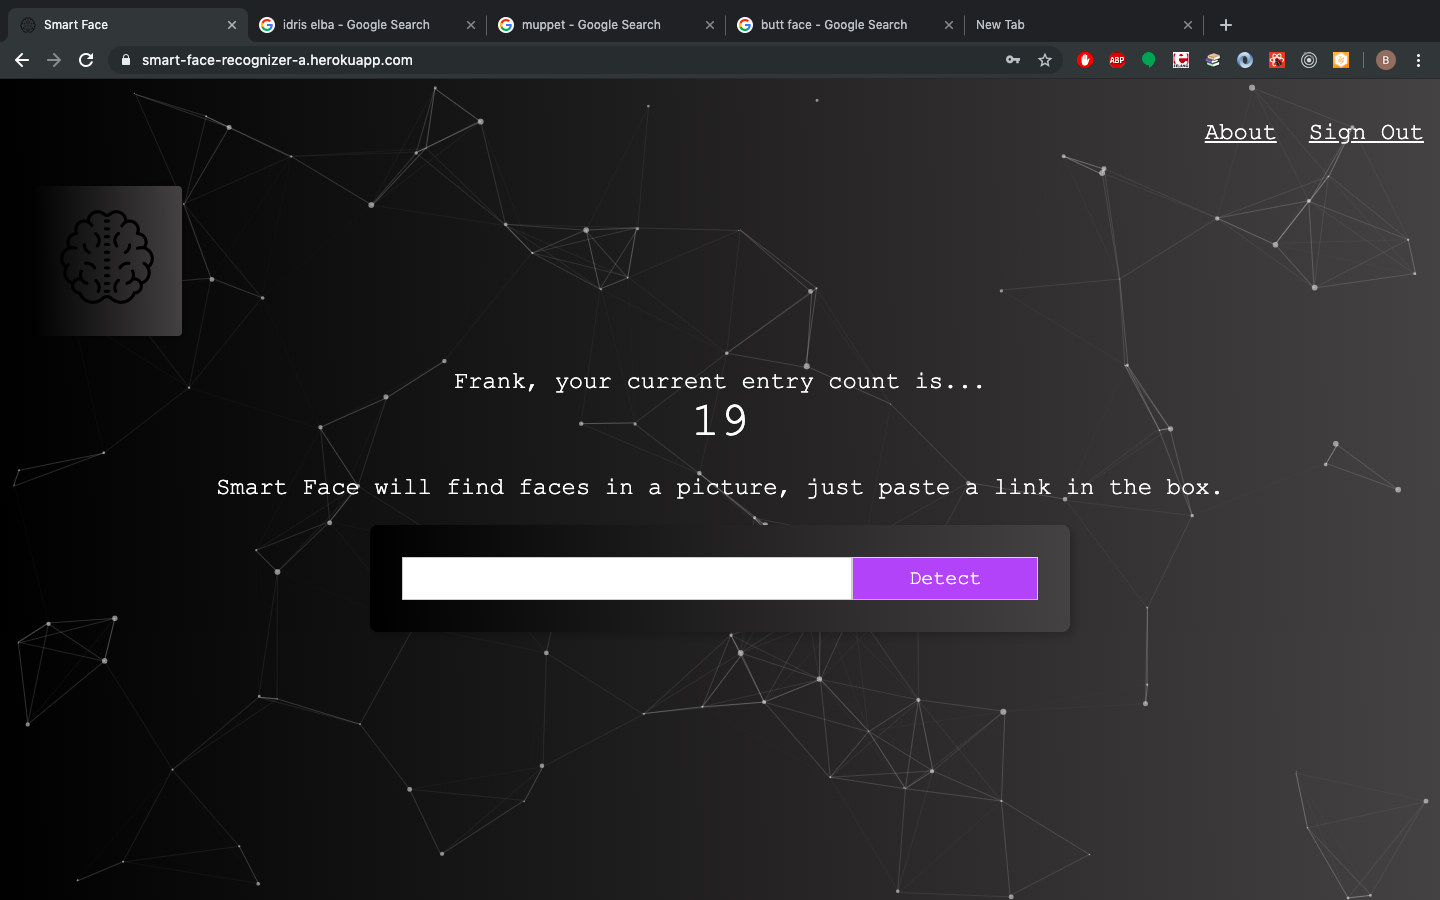 Smart Face
idris elba - Google Search
muppet - Google Search
butt face - Google Search
New Tab
smart-face-recognizer-a.herokuapp.com
ABP
B
About
Sign Out
Frank, your current entry count is...
19
Smart Face will find faces in a picture, just paste a link in the box.
Detect